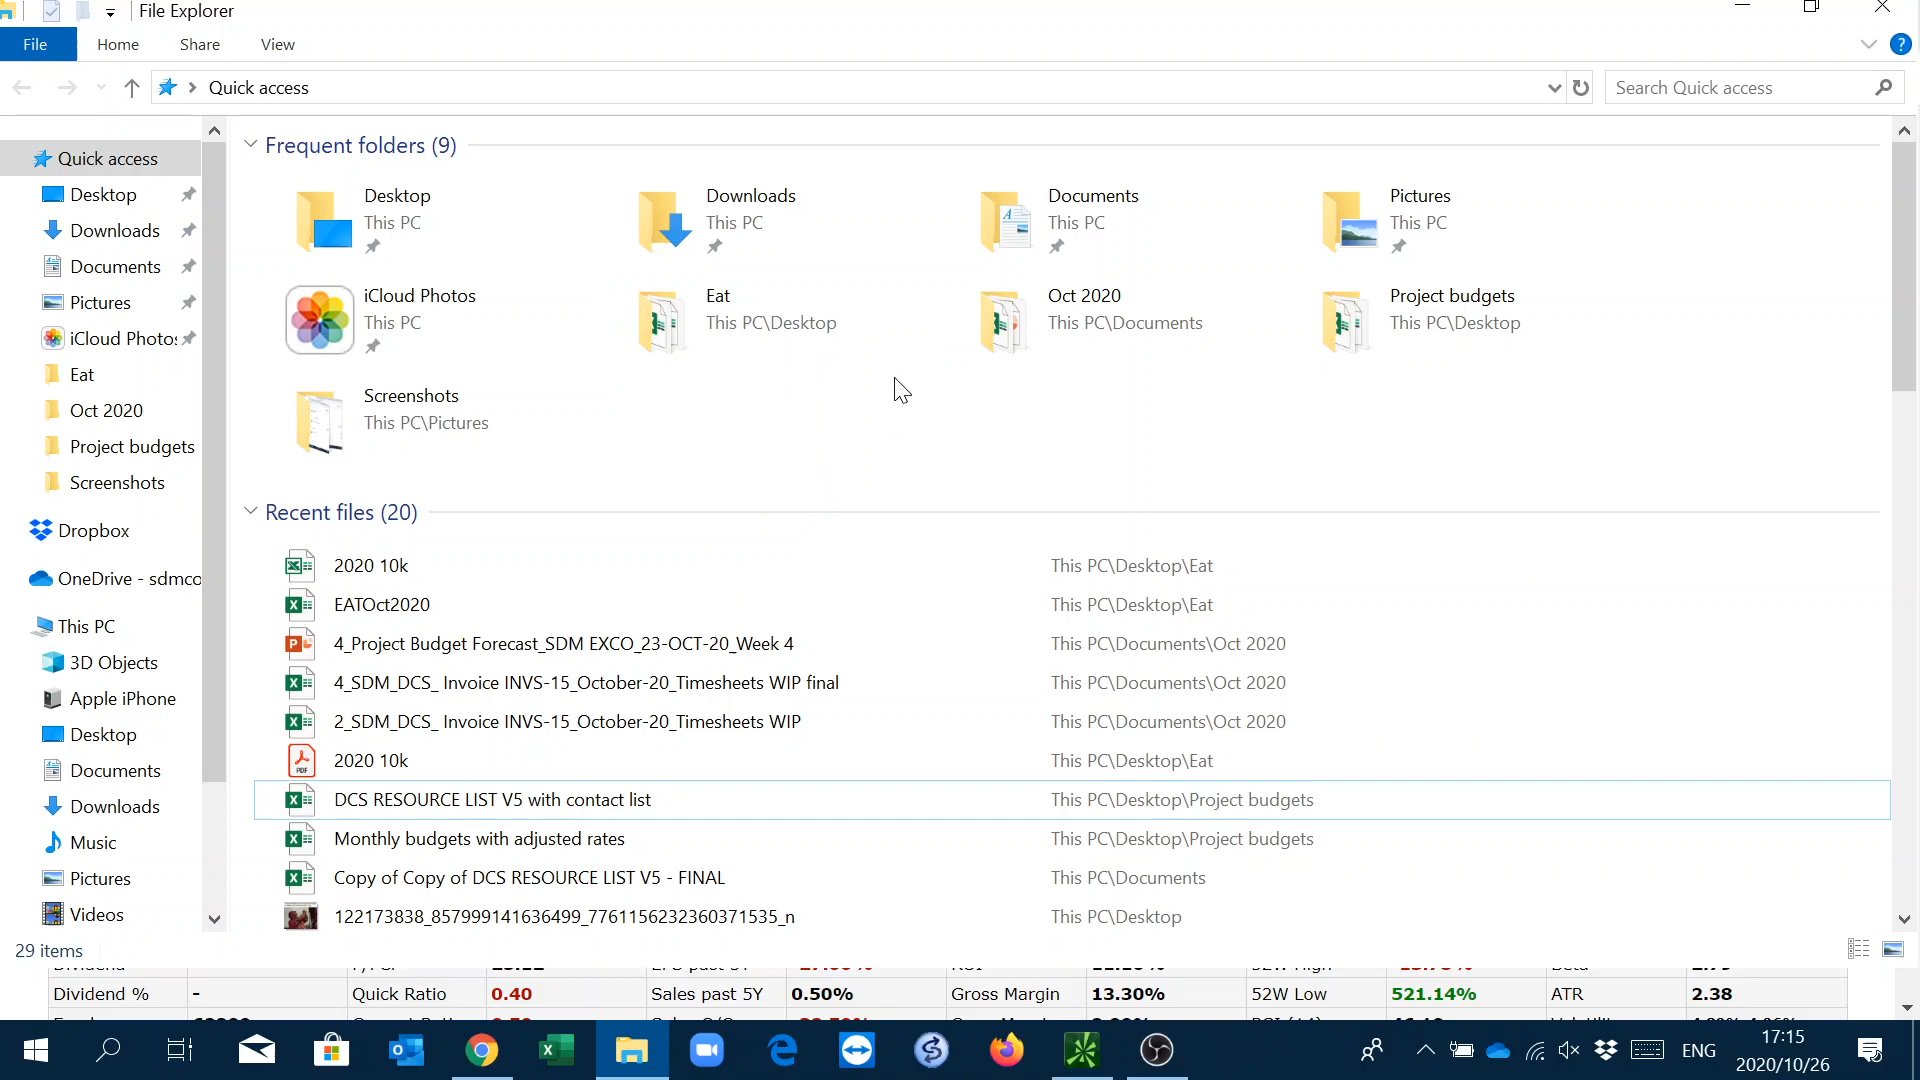 File Explorer
File Home Share View
Quick access
Search Quick access
Quick access
Desktop
Downloads
Documents
Pictures
iCloud Photos
Eat
Oct 2020
Project budgets
Screenshots
Dropbox
OneDrive - sdmco
This PC
3D Objects
Apple iPhone
Desktop
Documents
Downloads
Music
Pictures
Videos
Frequent folders (9)
Desktop
This PC
Downloads
This PC
Documents
This PC
Pictures
This PC
iCloud Photos
This PC
Eat
This PC\Desktop
Oct 2020
This PC\Documents
Project budgets
This PC\Desktop
Screenshots
This PC\Pictures
Recent files (20)
2020 10k This PC\Desktop\Eat
EATOct2020 This PC\Desktop\Eat
4_Project Budget Forecast_SDM EXCO_23-OCT-20_Week 4 This PC\Documents\Oct 2020
4_SDM_DCS_ Invoice INVS-15_October-20_Timesheets WIP final This PC\Documents\Oct 2020
2_SDM_DCS_ Invoice INVS-15_October-20_Timesheets WIP This PC\Documents\Oct 2020
2020 10k This PC\Desktop\Eat
DCS RESOURCE LIST V5 with contact list This PC\Desktop\Project budgets
Monthly budgets with adjusted rates This PC\Desktop\Project budgets
Copy of Copy of DCS RESOURCE LIST V5 - FINAL This PC\Documents
122173838_857999141636499_7761156232360371535_n This PC\Desktop
29 items
Dividend % - Quick Ratio 0.40 Sales past 5Y 0.50% Gross Margin 13.30% 52W Low 521.14% ATR 2.38
ENG
17:15
2020/10/26